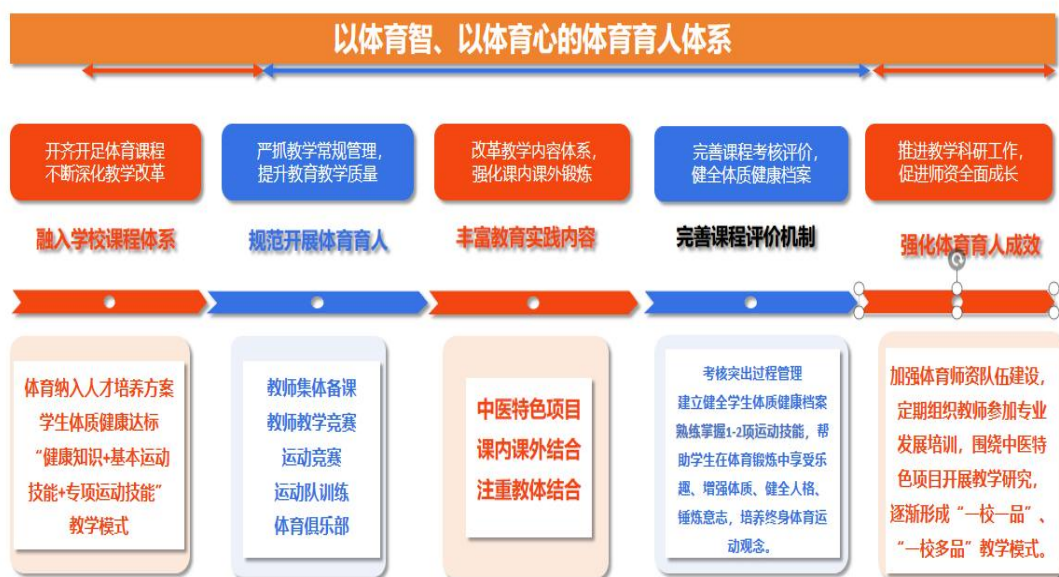 以体育智、以体育心的体育育人体系
开齐开足体育课程
不断深化教学改革
严抓教学常规管理，
提升教育教学质量
改革教学内容体系，
强化课内课外锻炼
完善课程考核评价，
健全体质健康档案
推进教学科研工作，
促进师资全面成长
融入学校课程体系
规范开展体育育人
丰富教育实践内容
完善课程评价机制
强化体育育人成效
体育纳入人才培养方案
学生体质健康达标
“健康知识+基本运动
技能+专项运动技能”
教学模式
教师集体备课
教师教学竞赛
运动竞赛
运动队训练
体育俱乐部
中医特色项目
课内课外结合
注重教体结合
考核突出过程管理
建立健全学生体质健康档案
熟练掌握1-2项运动技能，帮
助学生在体育锻炼中享受乐
趣、增强体质、健全人格、
锤炼意志，培养终身体育运
动观念。
加强体育师资队伍建设，
定期组织教师参加专业
发展培训，围绕中医特
色项目开展教学研究，
逐渐形成“一校一品”、
“一校多品”教学模式。